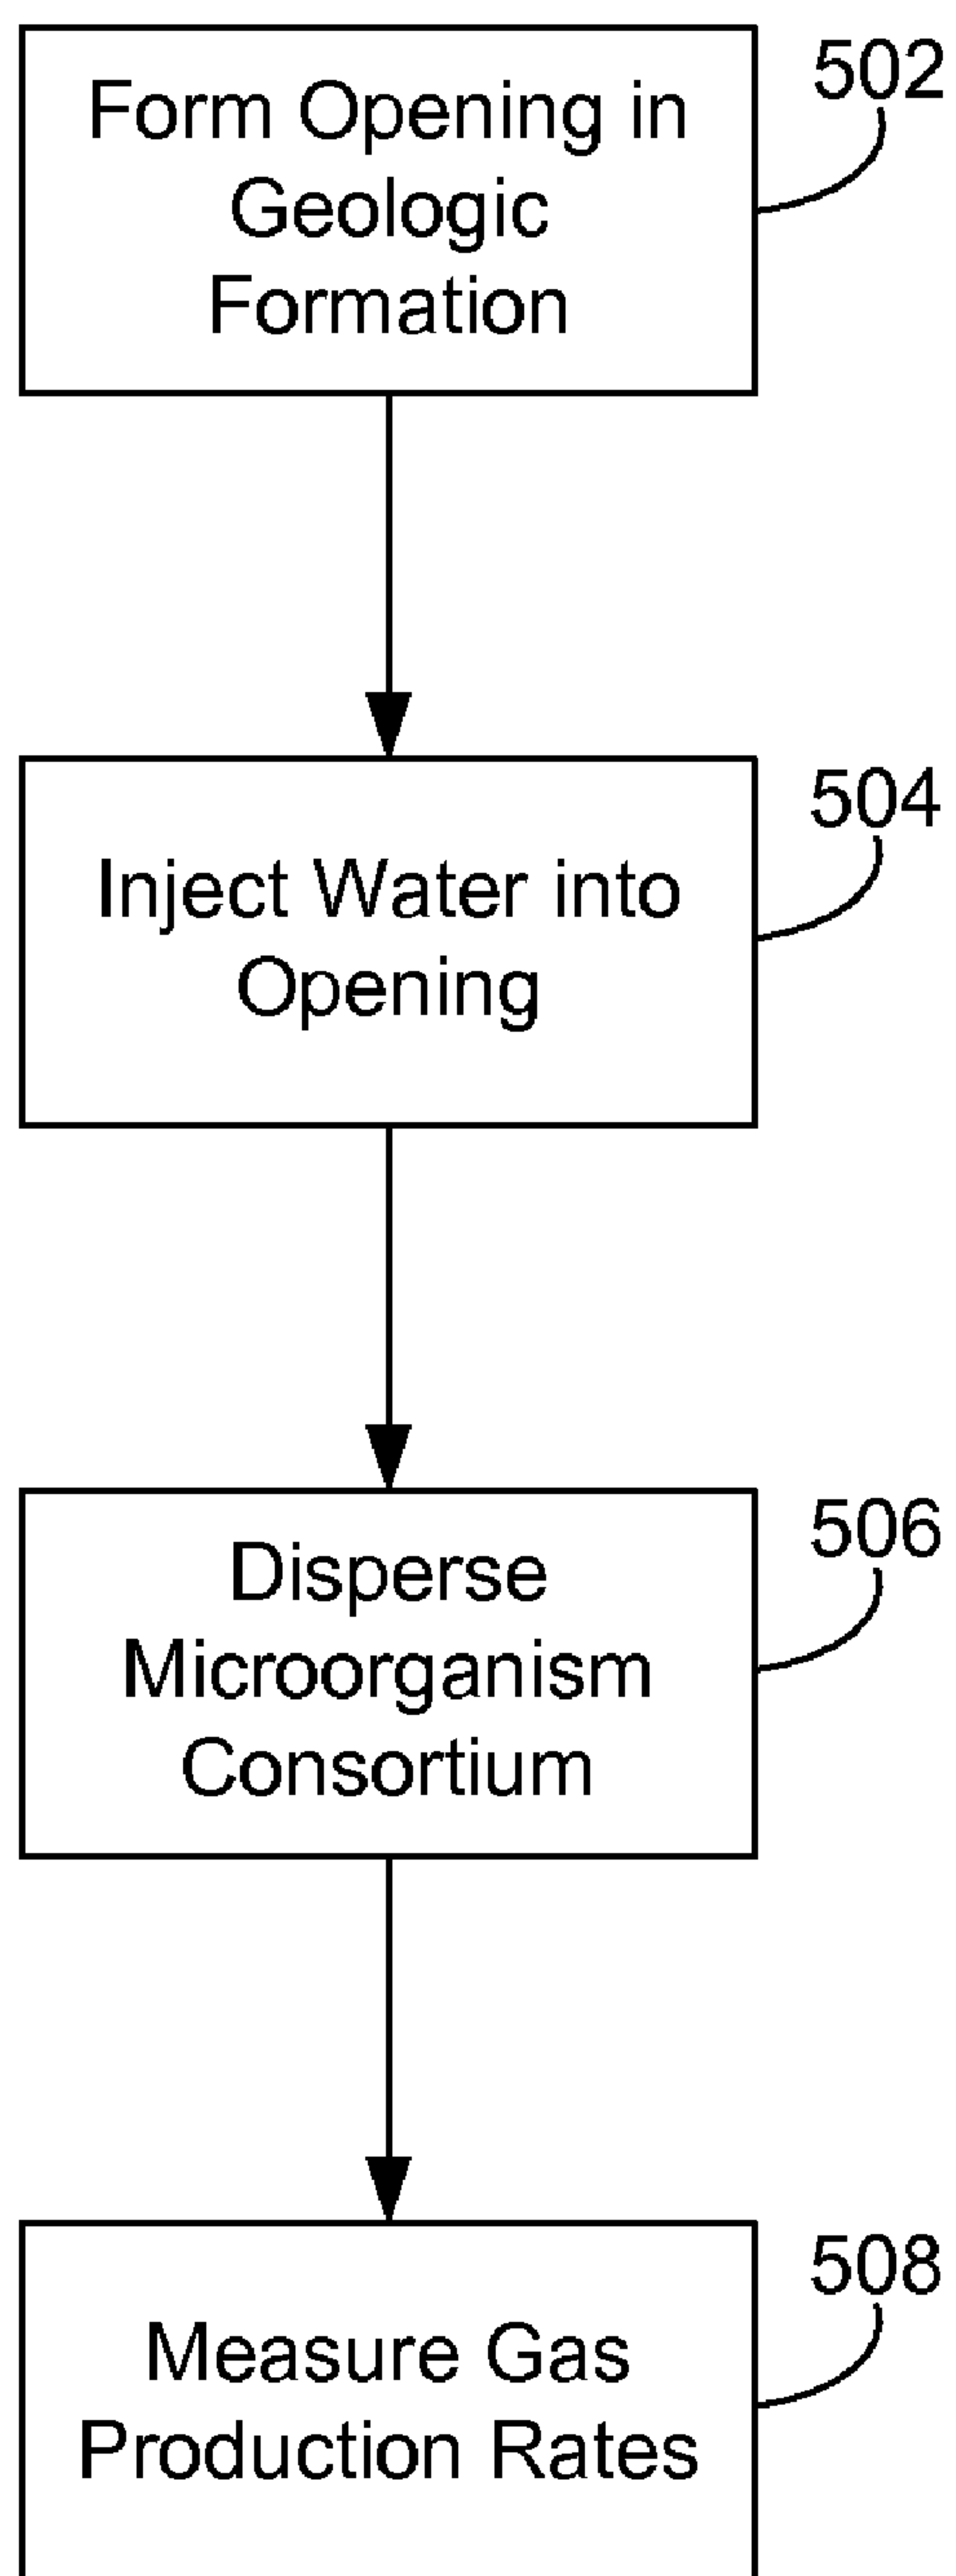 Form Opening in
Geologic
Formation
502
Inject Water into
Opening
504
Disperse
Microorganism
Consortium
506
Measure Gas
Production Rates
508